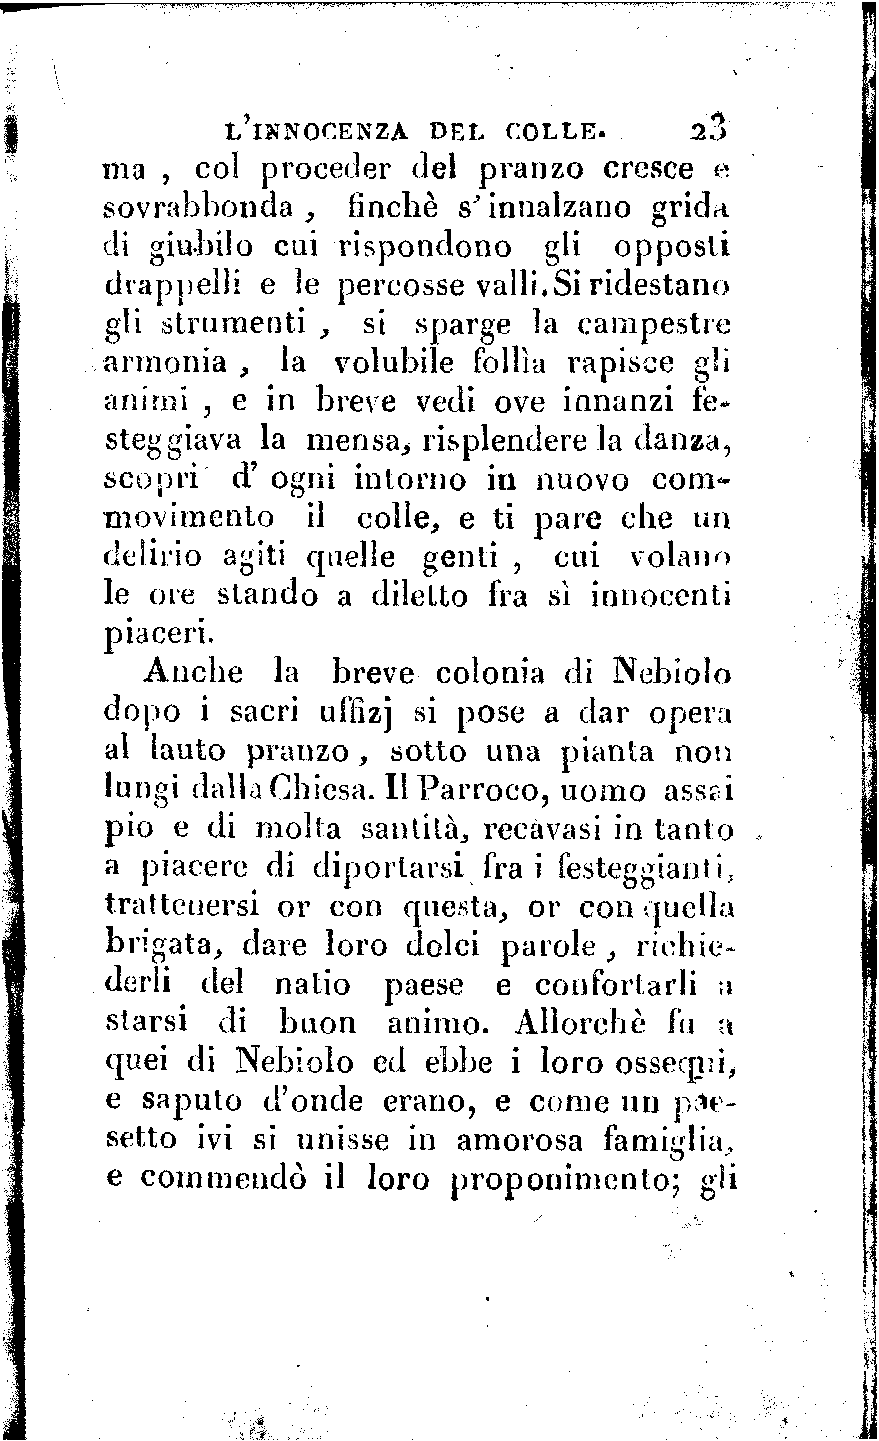 L'INNOCENZA DEL COLLE. 23
ma , col proceder del pranzo cresce e
sovrabbonda , finchè s' innalzano grida
di giubilo cui rispondono gli opposti
drappelli e le percosse valli. Si ridestano
gli strumenti , si sparge la campestre
armonia , la volubile follìa rapisce gli
animi , e in breve vedi ove innanzi fe-
steggiava la mensa, risplendere la danza,
scopri d' ogni intorno in nuovo com-
movimento il colle, e ti pare che un
delirio agiti quelle genti , cui volano
le ore stando a diletto fra sì innocenti
piaceri.
Anche la breve colonia di Nebiolo
dopo i sacri uffizj si pose a dar opera
al lauto pranzo , sotto una pianta non
lungi dalla Chiesa. Il Parroco, uomo assai
pio e di molta santità, recavasi in tanto
a piacere di diportarsi fra i festeggianti,
trattenersi or con questa, or con quella
brigata, dare loro dolci parole , richie-
derli del natio paese e confortarli a
starsi di buon animo. Allorchè fu a
quei di Nebiolo ed ebbe i loro ossequi,
e saputo d'onde erano, e come un pae-
setto ivi si unisse in amorosa famiglia,
e commendò il loro proponimento; gli